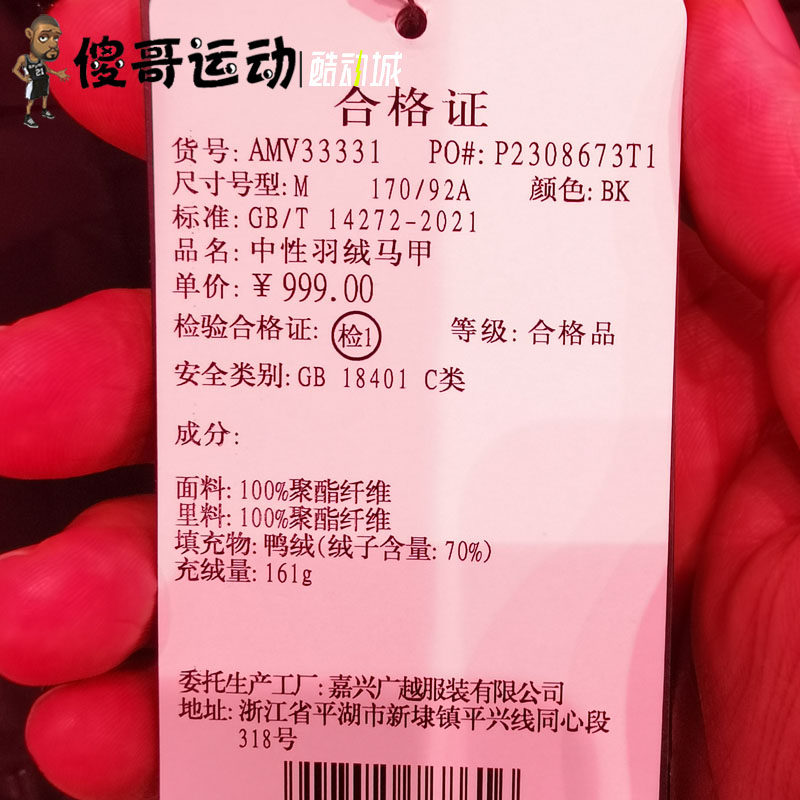 傻哥运动 酷动城
21
合格证
货号: AMV33331 PO#: P2308673T1
尺寸号型: M 170/92A 颜色: BK
标准: GB/T 14272-2021
品名: 中性羽绒马甲
单价: ¥ 999.00
检验合格证: 检1 等级: 合格品
安全类别: GB 18401 C类
成分:
面料: 100%聚酯纤维
里料: 100%聚酯纤维
填充物: 鸭绒(绒子含量: 70%)
充绒量: 161g
委托生产工厂: 嘉兴广越服装有限公司
地址: 浙江省平湖市新埭镇平兴线同心段
318号